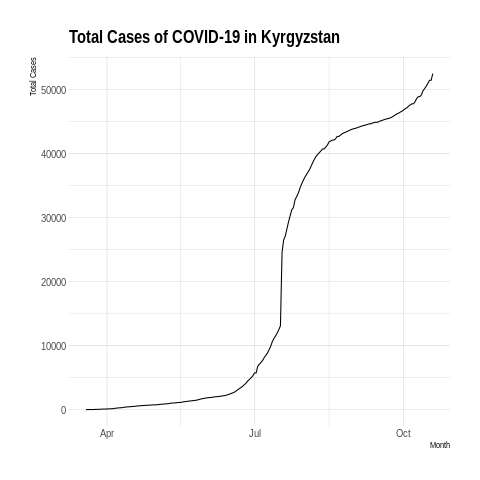 Total Cases of COVID-19 in Kyrgyzstan
Total Cases
50000
40000
30000
20000
10000
0
Apr Jul Oct
Month